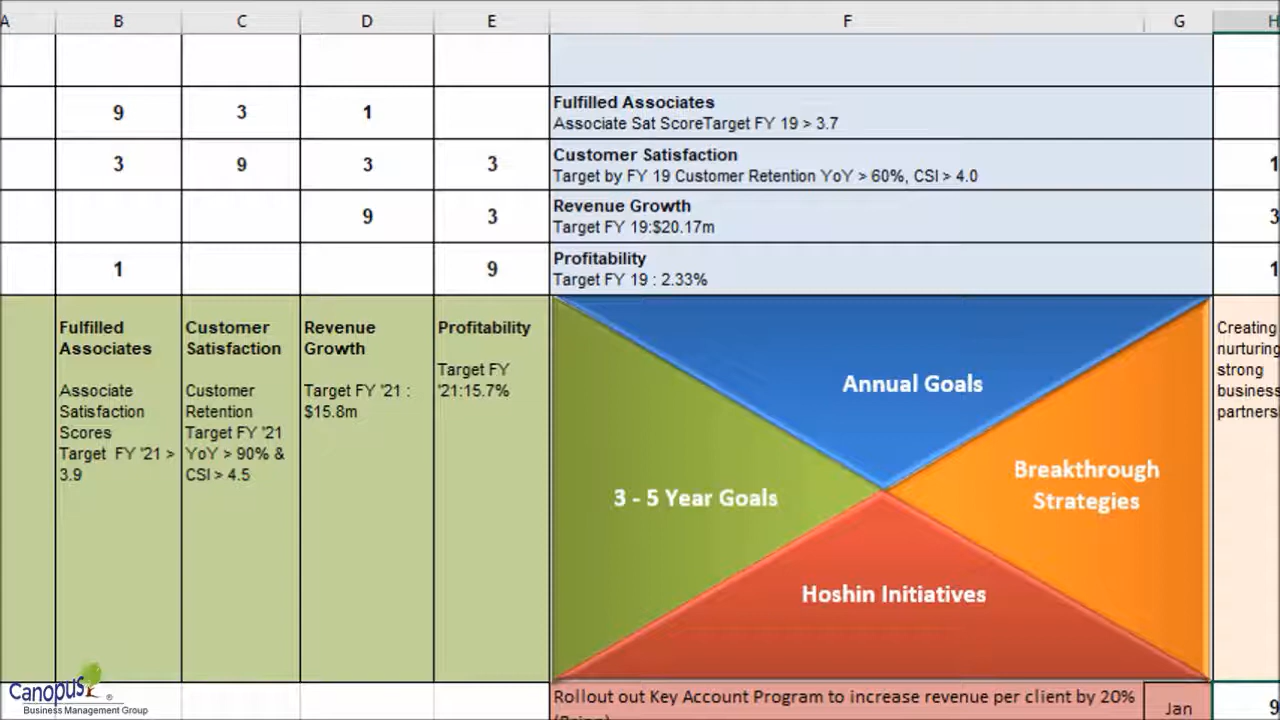 A B C D E F G H
9 3 1 Fulfilled Associates
Associate Sat ScoreTarget FY 19 > 3.7
3 9 3 3 Customer Satisfaction 1
Target by FY 19 Customer Retention YoY > 60%, CSI > 4.0
9 3 Revenue Growth 3
Target FY 19:$20.17m
1 9 Profitability 1
Target FY 19 : 2.33%
Fulfilled
Associates
Associate
Satisfaction
Scores
Target FY '21 >
3.9
Customer
Satisfaction
Customer
Retention
Target FY '21
YoY > 90% &
CSI > 4.5
Revenue
Growth
Target FY '21 :
$15.8m
Profitability
Target FY
'21:15.7%
Annual Goals
3 - 5 Year Goals
Breakthrough
Strategies
Hoshin Initiatives
Creating
nurturing
strong
business
partners
Rollout out Key Account Program to increase revenue per client by 20%
Jan 9
Canopus ®
Business Management Group